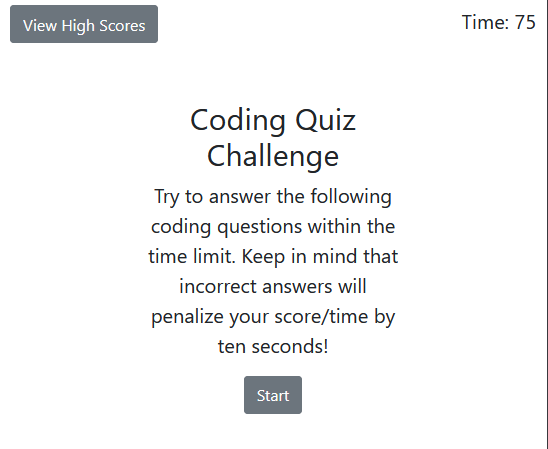 View High Scores
Time: 75
Coding Quiz
Challenge
Try to answer the following
coding questions within the
time limit. Keep in mind that
incorrect answers will
penalize your score/time by
ten seconds!
Start